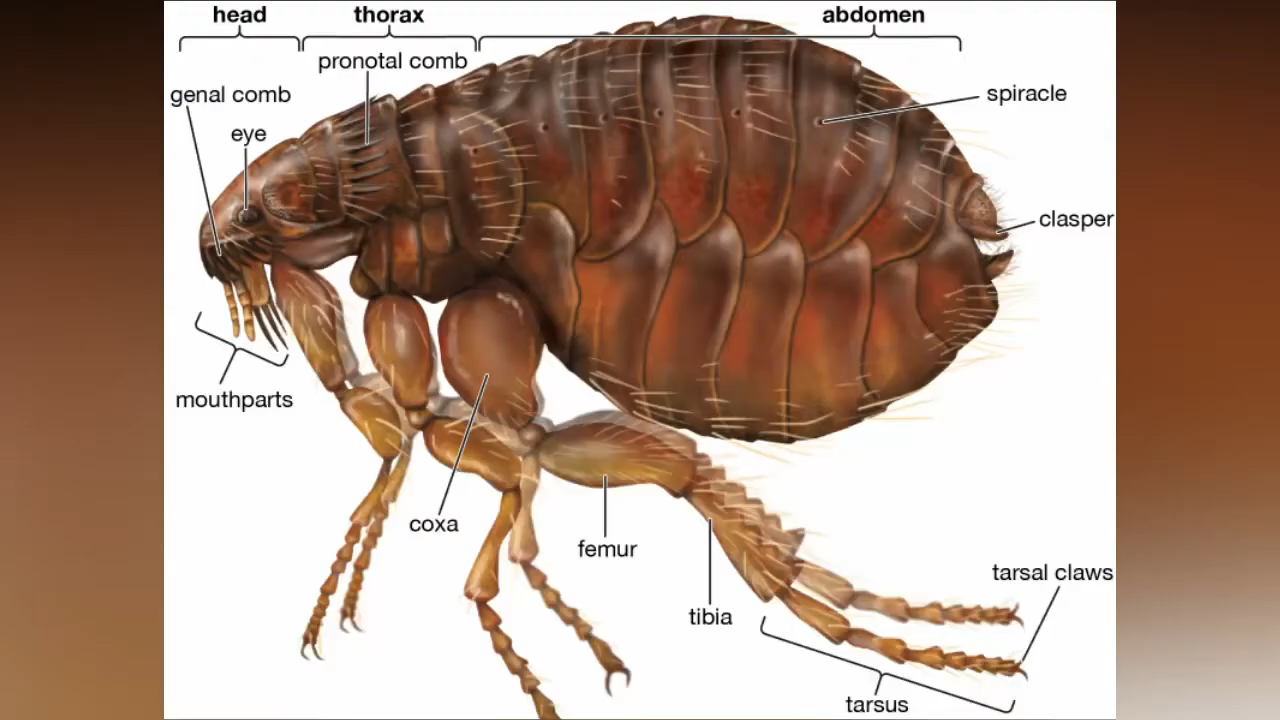 head
thorax
abdomen
pronotal comb
genal comb
spiracle
eye
clasper
mouthparts
coxa
femur
tarsal claws
tibia
tarsus